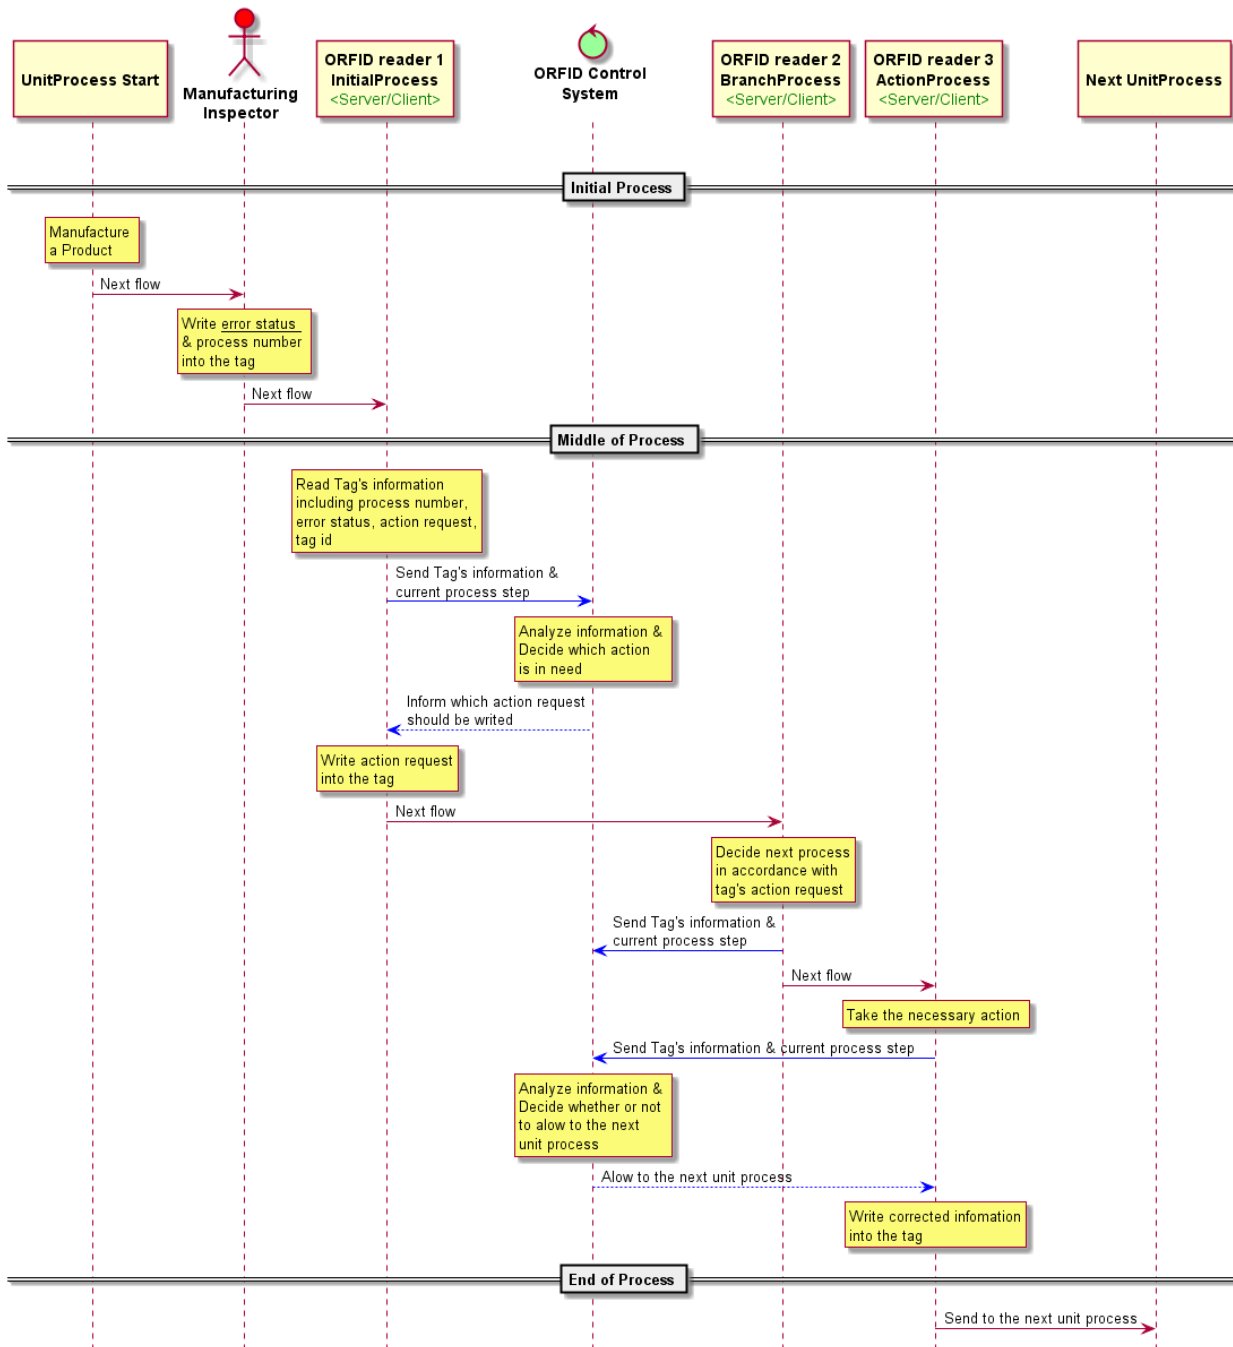 UnitProcess Start
Manufacturing
Inspector
ORFID reader 1
InitialProcess
<Server/Client>
ORFID Control
System
ORFID reader 2
BranchProcess
<Server/Client>
ORFID reader 3
ActionProcess
<Server/Client>
Next UnitProcess
Initial Process
Manufacture
a Product
Next flow
Write error status
& process number
into the tag
Next flow
Middle of Process
Read Tag's information
including process number,
error status, action request,
tag id
Send Tag's information &
current process step
Analyze information &
Decide which action
is in need
Inform which action request
should be writed
Write action request
into the tag
Next flow
Decide next process
in accordance with
tag's action request
Send Tag's information &
current process step
Next flow
Take the necessary action
Send Tag's information & current process step
Analyze information &
Decide whether or not
to alow to the next
unit process
Alow to the next unit process
Write corrected infomation
into the tag
End of Process
Send to the next unit process